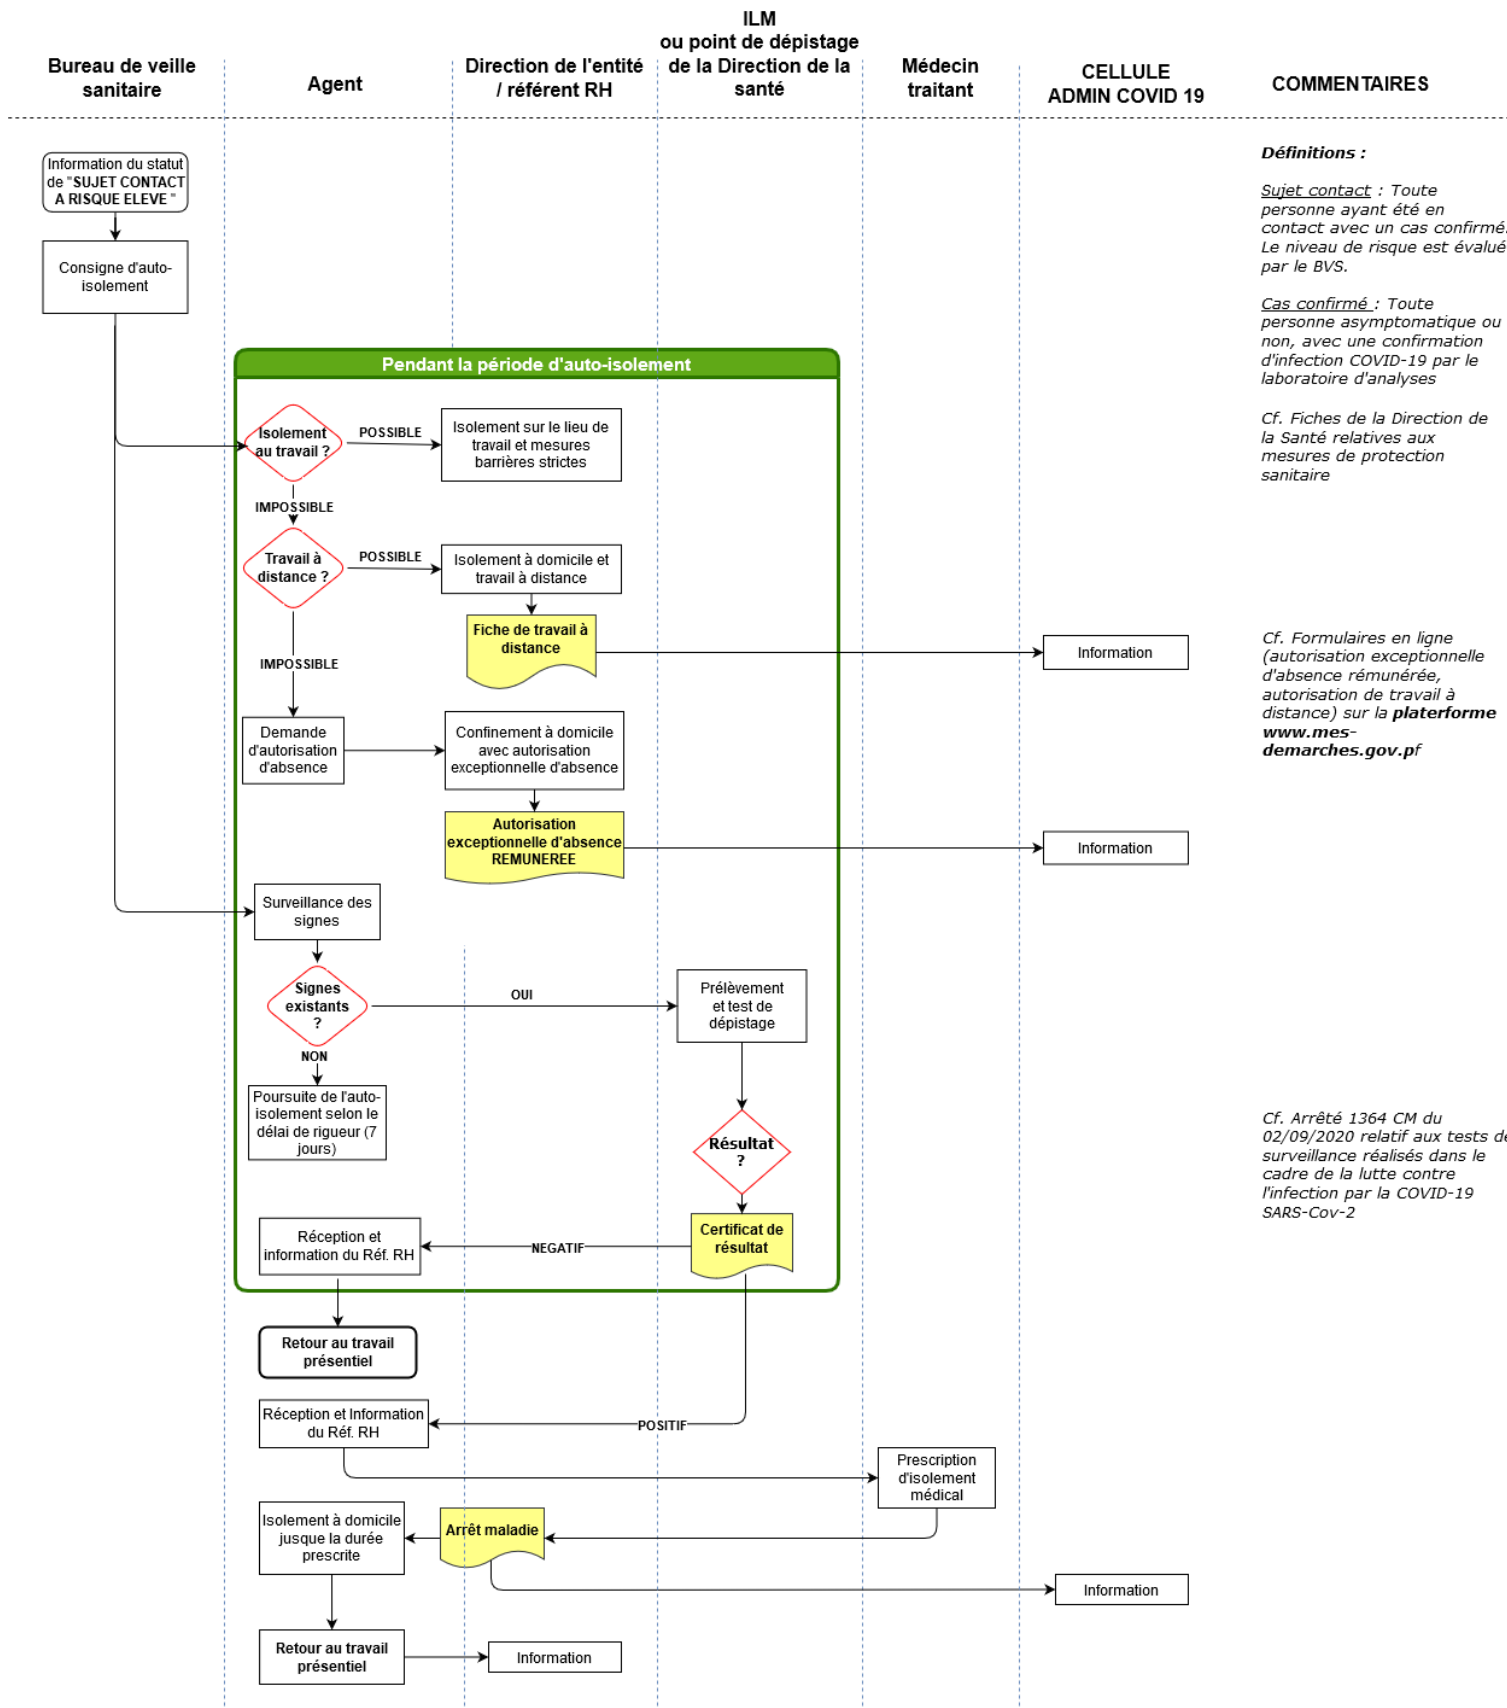 Bureau de veille
sanitaire
Agent
Direction de l'entité
/ référent RH
ILM
ou point de dépistage
de la Direction de la
santé
Médecin
traitant
CELLULE
ADMIN COVID 19
COMMENTAIRES
Information du statut
de "SUJET CONTACT
A RISQUE ELEVE "
Consigne d'auto-
isolement
Définitions :
Sujet contact : Toute
personne ayant été en
contact avec un cas confirmé.
Le niveau de risque est évalué
par le BVS.
Cas confirmé : Toute
personne asymptomatique ou
non, avec une confirmation
d'infection COVID-19 par le
laboratoire d'analyses
Cf. Fiches de la Direction de
la Santé relatives aux
mesures de protection
sanitaire
Pendant la période d'auto-isolement
Isolement
au travail ?
POSSIBLE
Isolement sur le lieu de
travail et mesures
barrières strictes
IMPOSSIBLE
Travail à
distance ?
POSSIBLE
Isolement à domicile et
travail à distance
Fiche de travail à
distance
Information
IMPOSSIBLE
Cf. Formulaires en ligne
(autorisation exceptionnelle
d'absence rémunérée,
autorisation de travail à
distance) sur la platerforme
www.mes-
demarches.gov.pf
Demande
d'autorisation
d'absence
Confinement à domicile
avec autorisation
exceptionnelle d'absence
Autorisation
exceptionnelle d'absence
REMUNEREE
Information
Surveillance des
signes
Signes
existants
?
OUI
Prélèvement
et test de
dépistage
NON
Poursuite de l'auto-
isolement selon le
délai de rigueur (7
jours)
Résultat
?
Cf. Arrêté 1364 CM du
02/09/2020 relatif aux tests de
surveillance réalisés dans le
cadre de la lutte contre
l'infection par la COVID-19
SARS-Cov-2
Certificat de
résultat
NEGATIF
Réception et
information du Réf. RH
Retour au travail
présentiel
Réception et Information
du Réf. RH
POSITIF
Prescription
d'isolement
médical
Arrêt maladie
Isolement à domicile
jusque la durée
prescrite
Information
Retour au travail
présentiel
Information